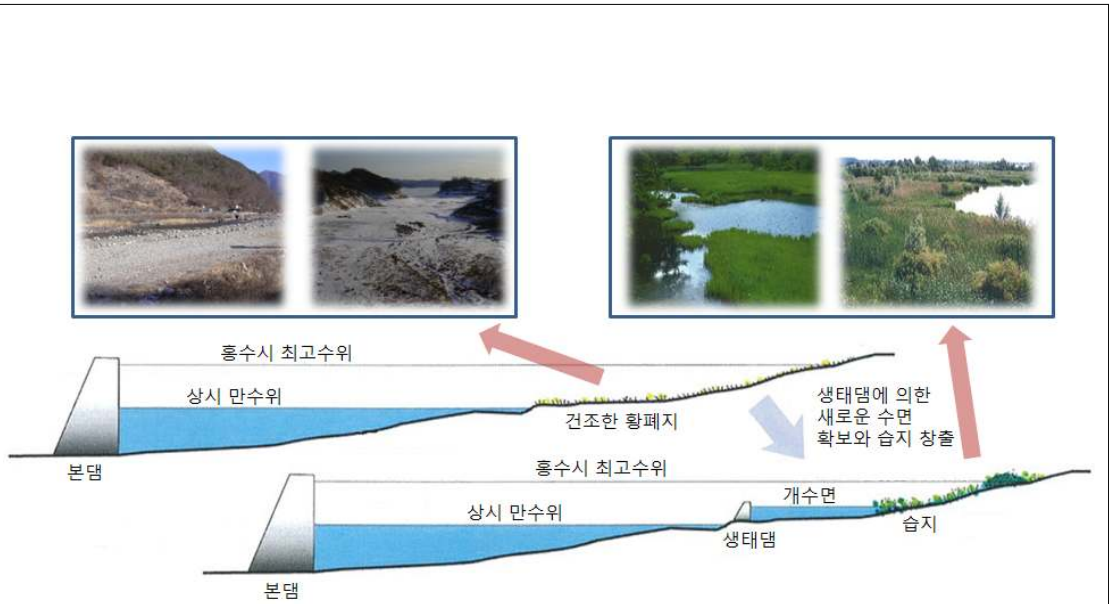 홍수시 최고수위
상시 만수위
건조한 황폐지
본댐
생태댐에 의한
새로운 수면
확보와 습지 창출
홍수시 최고수위
개수면
상시 만수위
생태댐
습지
본댐